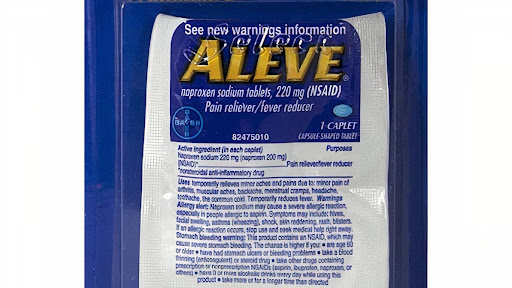 See new warnings information
Select
ALEVE®
naproxen sodium tablets, 220 mg (NSAID)
Pain reliever/fever reducer
BAYER
1 CAPLET
CAPSULE-SHAPED TABLET
82475010
Active ingredient (in each caplet) Purposes
Naproxen sodium 220 mg (naproxen 200 mg)
(NSAID)* Pain reliever/fever reducer
*nonsteroidal anti-inflammatory drug
Uses temporarily relieves minor aches and pains due to: minor pain of
arthritis, muscular aches, backache, menstrual cramps, headache,
toothache, the common cold. Temporarily reduces fever. Warnings
Allergy alert: Naproxen sodium may cause a severe allergic reaction,
especially in people allergic to aspirin. Symptoms may include: hives,
facial swelling, asthma (wheezing), shock, skin reddening, rash, blisters.
If an allergic reaction occurs, stop use and seek medical help right away.
Stomach bleeding warning: This product contains an NSAID, which may
cause severe stomach bleeding. The chance is higher if you: • are age 60
or older • have had stomach ulcers or bleeding problems • take a blood
thinning (anticoagulant) or steroid drug • take other drugs containing
prescription or nonprescription NSAIDs (aspirin, ibuprofen, naproxen, or
others) • have 3 or more alcoholic drinks every day while using this
product • take more or for a longer time than directed